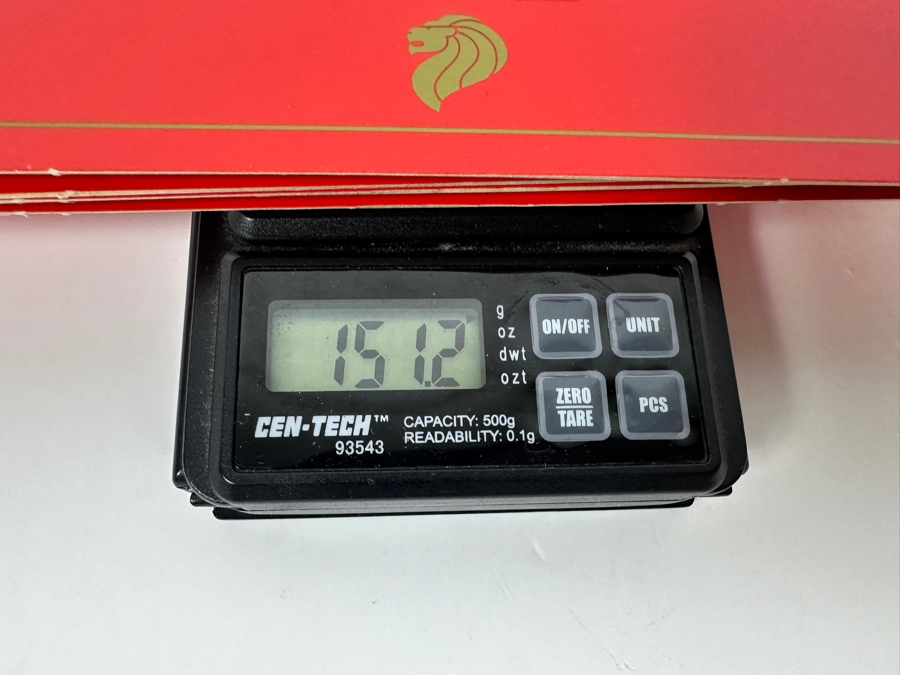 151.2
g
oz
dwt
ozt
ON/OFF
UNIT
ZERO
TARE
PCS
CEN-TECH™
93543
CAPACITY: 500g
READABILITY: 0.1g